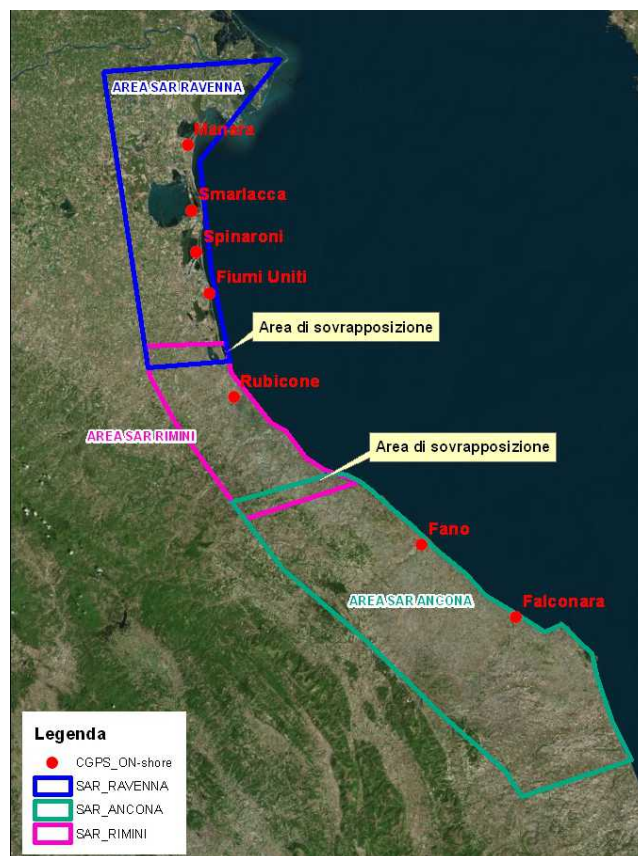 AREA SAR RAVENNA
Manara
Smarlacca
Spinaroni
Fiumi Uniti
Area di sovrapposizione
Rubicone
AREA SAR RIMINI
Area di sovrapposizione
Fano
AREA SAR ANCONA
Falconara
Legenda
CGPS_ON-shore
SAR_RAVENNA
SAR_ANCONA
SAR_RIMINI